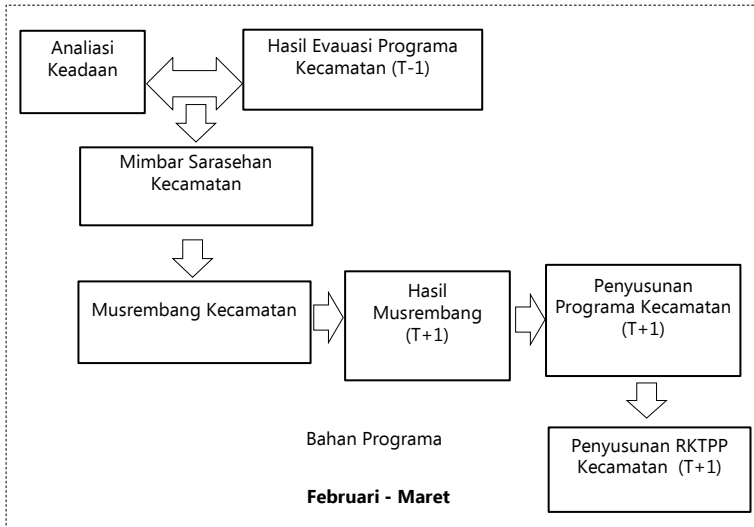 Analiasi
Keadaan
Hasil Evauasi Programa
Kecamatan (T-1)
Mimbar Sarasehan
Kecamatan
Musrembang Kecamatan
Hasil
Musrembang
(T+1)
Penyusunan
Programa Kecamatan
(T+1)
Bahan Programa
Penyusunan RKTPP
Kecamatan (T+1)
Februari - Maret